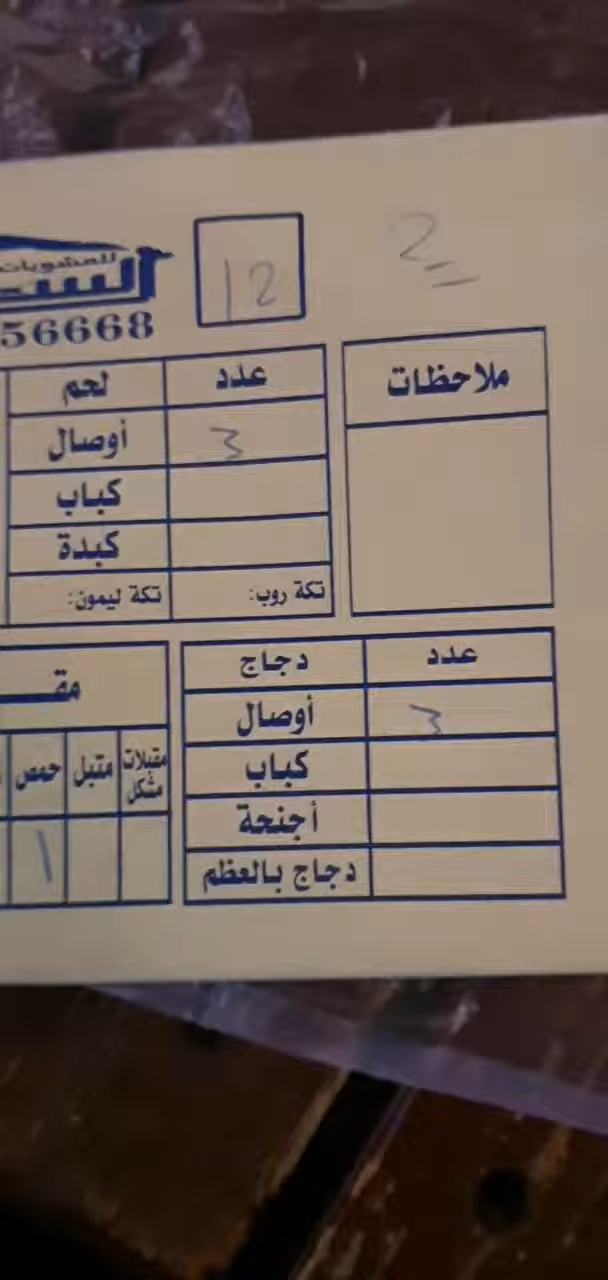 للمشويات
12
2
56668
لحم عدد
أوصال 3
كباب
كبدة
تكة ليمون: تكة روب:
ملاحظات
دجاج عدد
أوصال 3
كباب
أجنحة
دجاج بالعظم
مقبلات مشكل متبل حمص
1